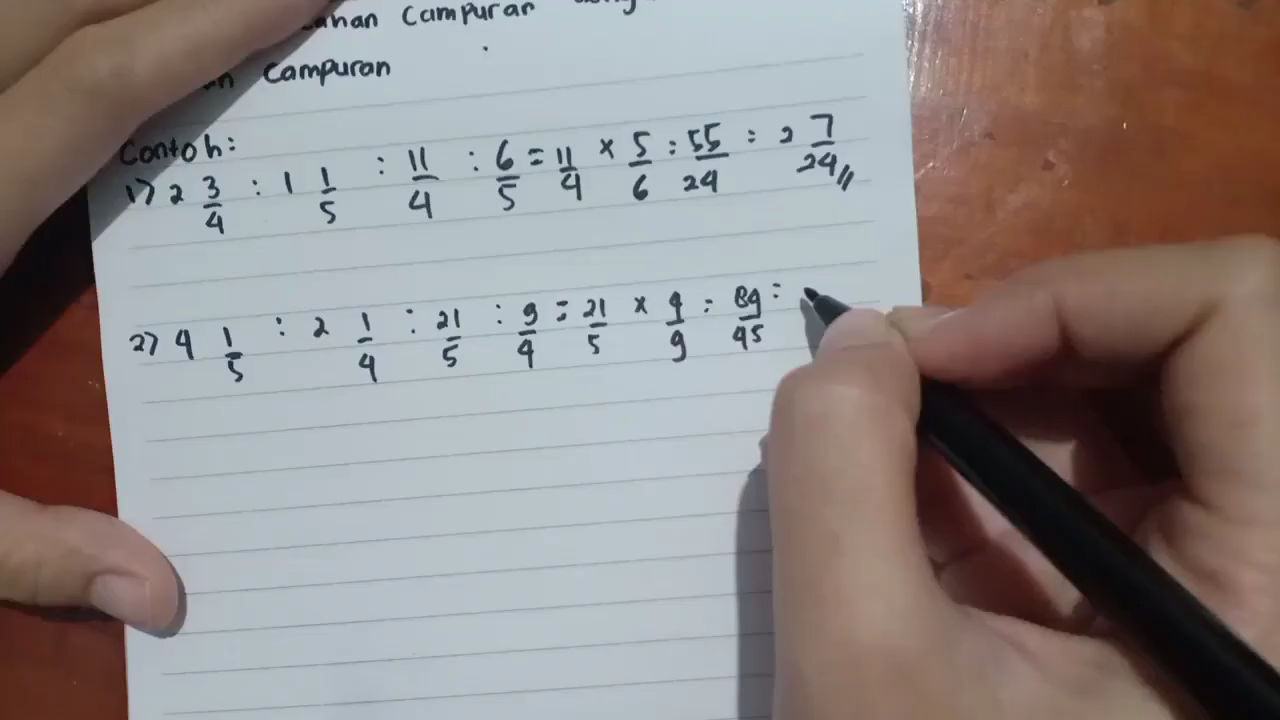 Campuran
Campuran
Contoh:
1) 2 3/4 : 1 1/5 : 11/4 : 6/5 = 11/4 × 5/6 : 55/24 : 2 7/24 //
2) 4 1/5 : 2 1/4 : 21/5 : 9/4 = 21/5 × 4/9 : 84/45 :